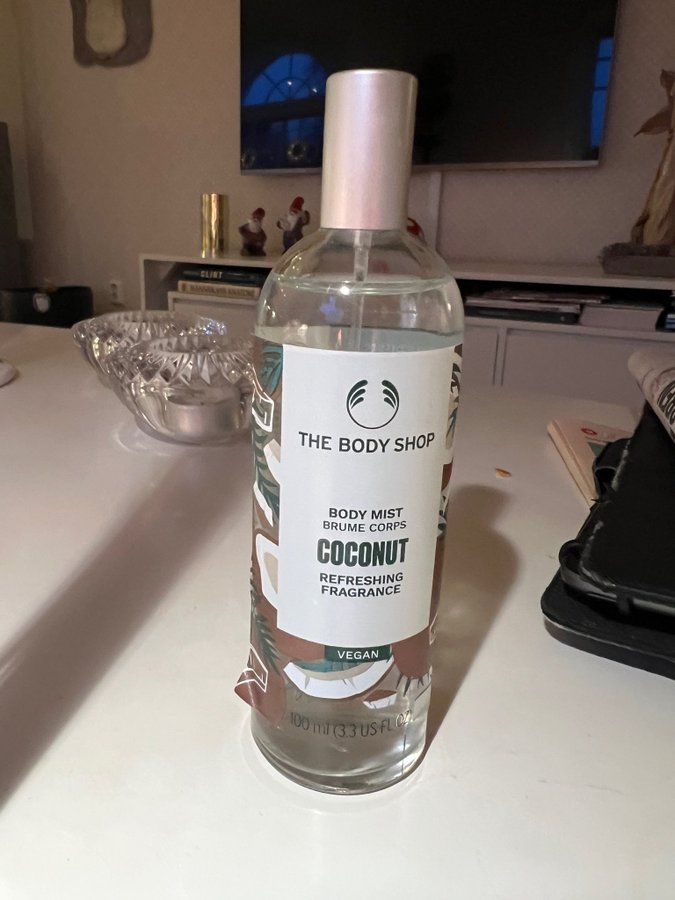 THE BODY SHOP
BODY MIST
BRUME CORPS
COCONUT
REFRESHING
FRAGRANCE
VEGAN
100 ml (3.3 US FL OZ)